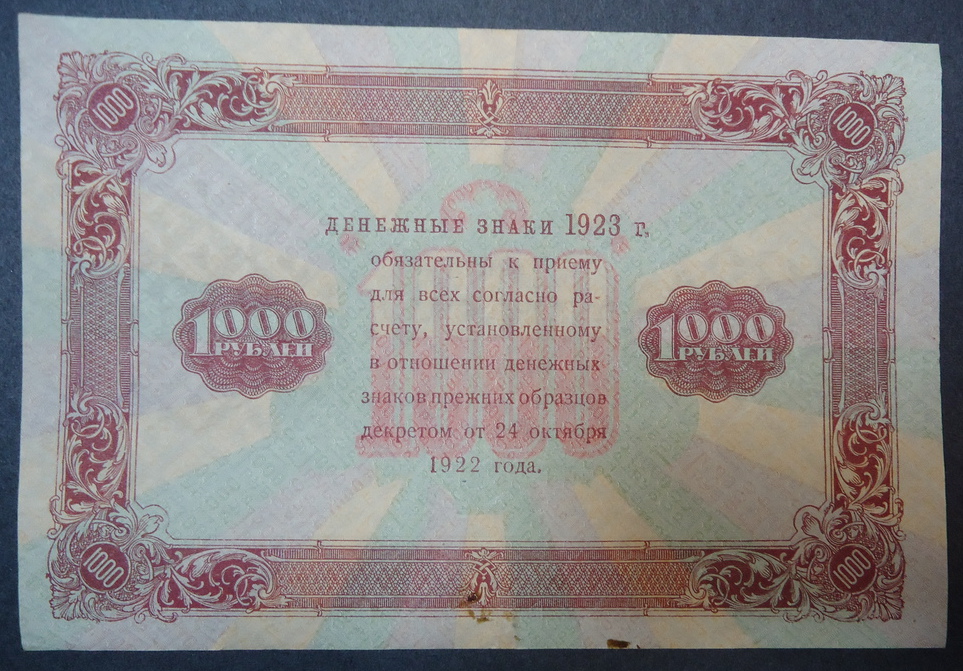 1000
1000
ДЕНЕЖНЫЕ ЗНАКИ 1923 г.
обязательны к приему
для всех согласно ра-
счету, установленному
в отношении денежных
знаков прежних образцов
декретом от 24 октября
1922 года.
1000
РУБЛЕЙ
1000
РУБЛЕЙ
1000
1000
1000